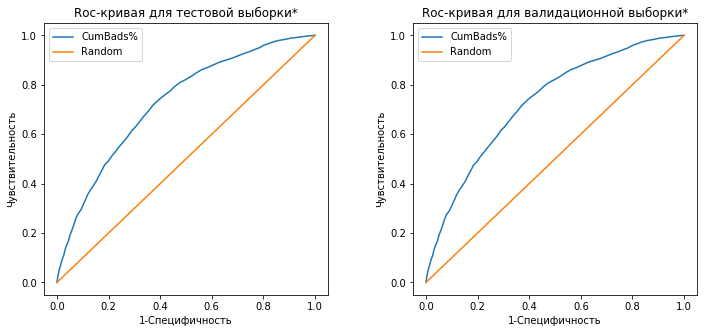 Roc-кривая для тестовой выборки*
CumBads%
Random
1.0
0.8
0.6
0.4
0.2
0.0
Чувствительность
0.0 0.2 0.4 0.6 0.8 1.0
1-Специфичность
Roc-кривая для валидационной выборки*
CumBads%
Random
1.0
0.8
0.6
0.4
0.2
0.0
Чувствительность
0.0 0.2 0.4 0.6 0.8 1.0
1-Специфичность